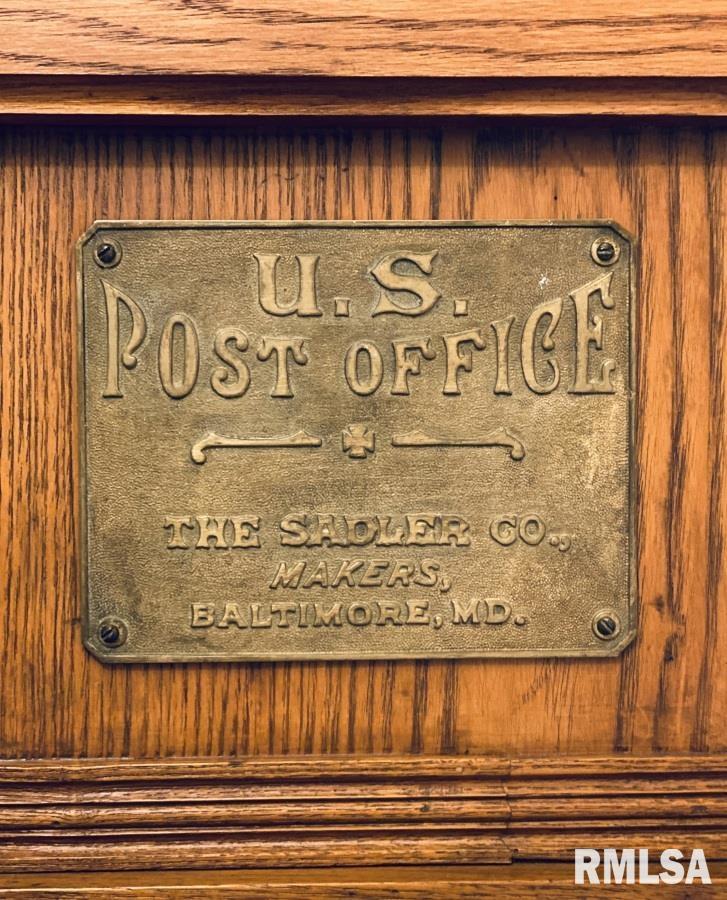 U.S.
POST OFFICE
THE SADLER CO.,
MAKERS,
BALTIMORE, MD.
RMLSA